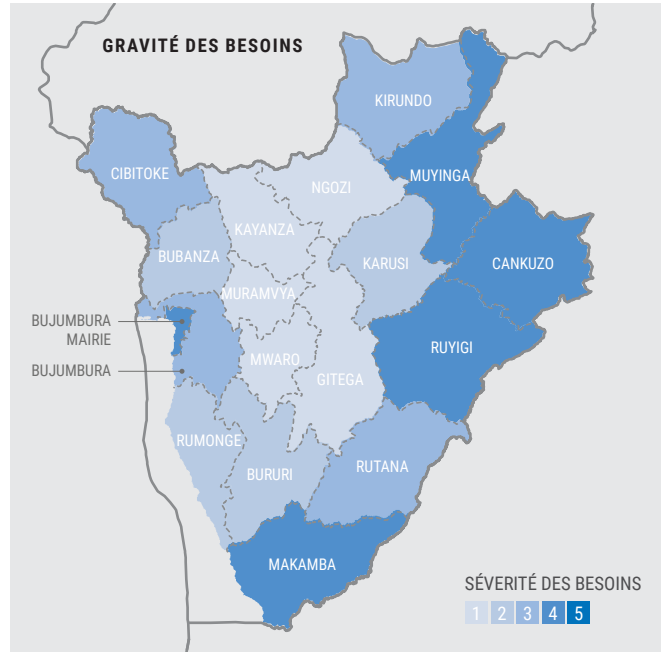 GRAVITÉ DES BESOINS
KIRUNDO
CIBITOKE
NGOZI
MUYINGA
KAYANZA
BUBANZA
KARUSI
CANKUZO
MURAMVYA
BUJUMBURA
MAIRIE
RUYIGI
MWARO
BUJUMBURA
GITEGA
RUMONGE
RUTANA
BURURI
MAKAMBA
SÉVERITÉ DES BESOINS
1 2 3 4 5